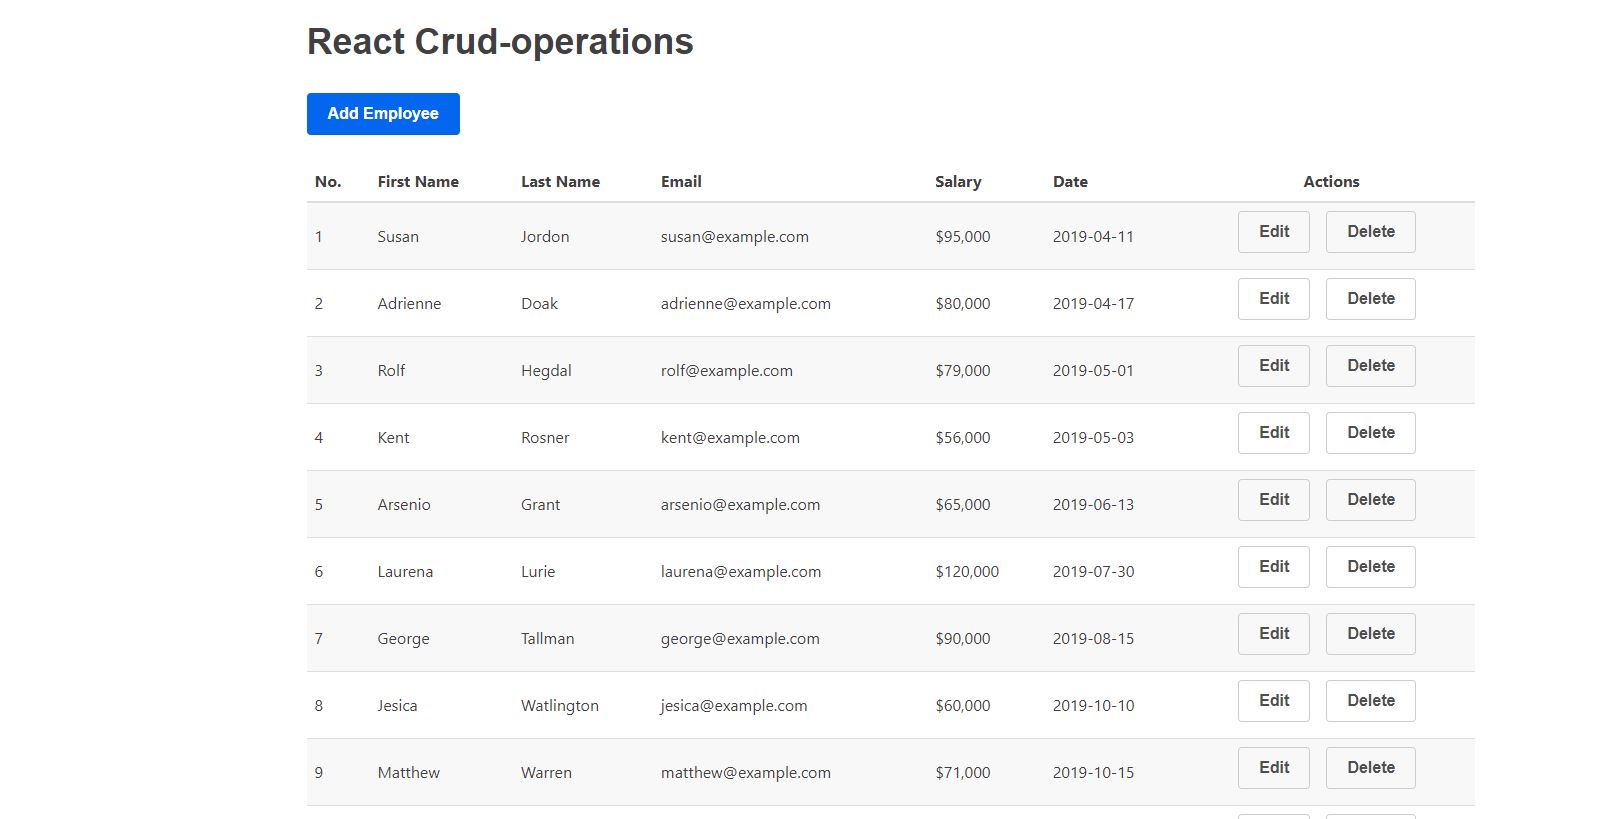 React Crud-operations
Add Employee
No. First Name Last Name Email Salary Date Actions
1 Susan Jordon susan@example.com $95,000 2019-04-11 Edit Delete
2 Adrienne Doak adrienne@example.com $80,000 2019-04-17 Edit Delete
3 Rolf Hegdal rolf@example.com $79,000 2019-05-01 Edit Delete
4 Kent Rosner kent@example.com $56,000 2019-05-03 Edit Delete
5 Arsenio Grant arsenio@example.com $65,000 2019-06-13 Edit Delete
6 Laurena Lurie laurena@example.com $120,000 2019-07-30 Edit Delete
7 George Tallman george@example.com $90,000 2019-08-15 Edit Delete
8 Jesica Watlington jesica@example.com $60,000 2019-10-10 Edit Delete
9 Matthew Warren matthew@example.com $71,000 2019-10-15 Edit Delete